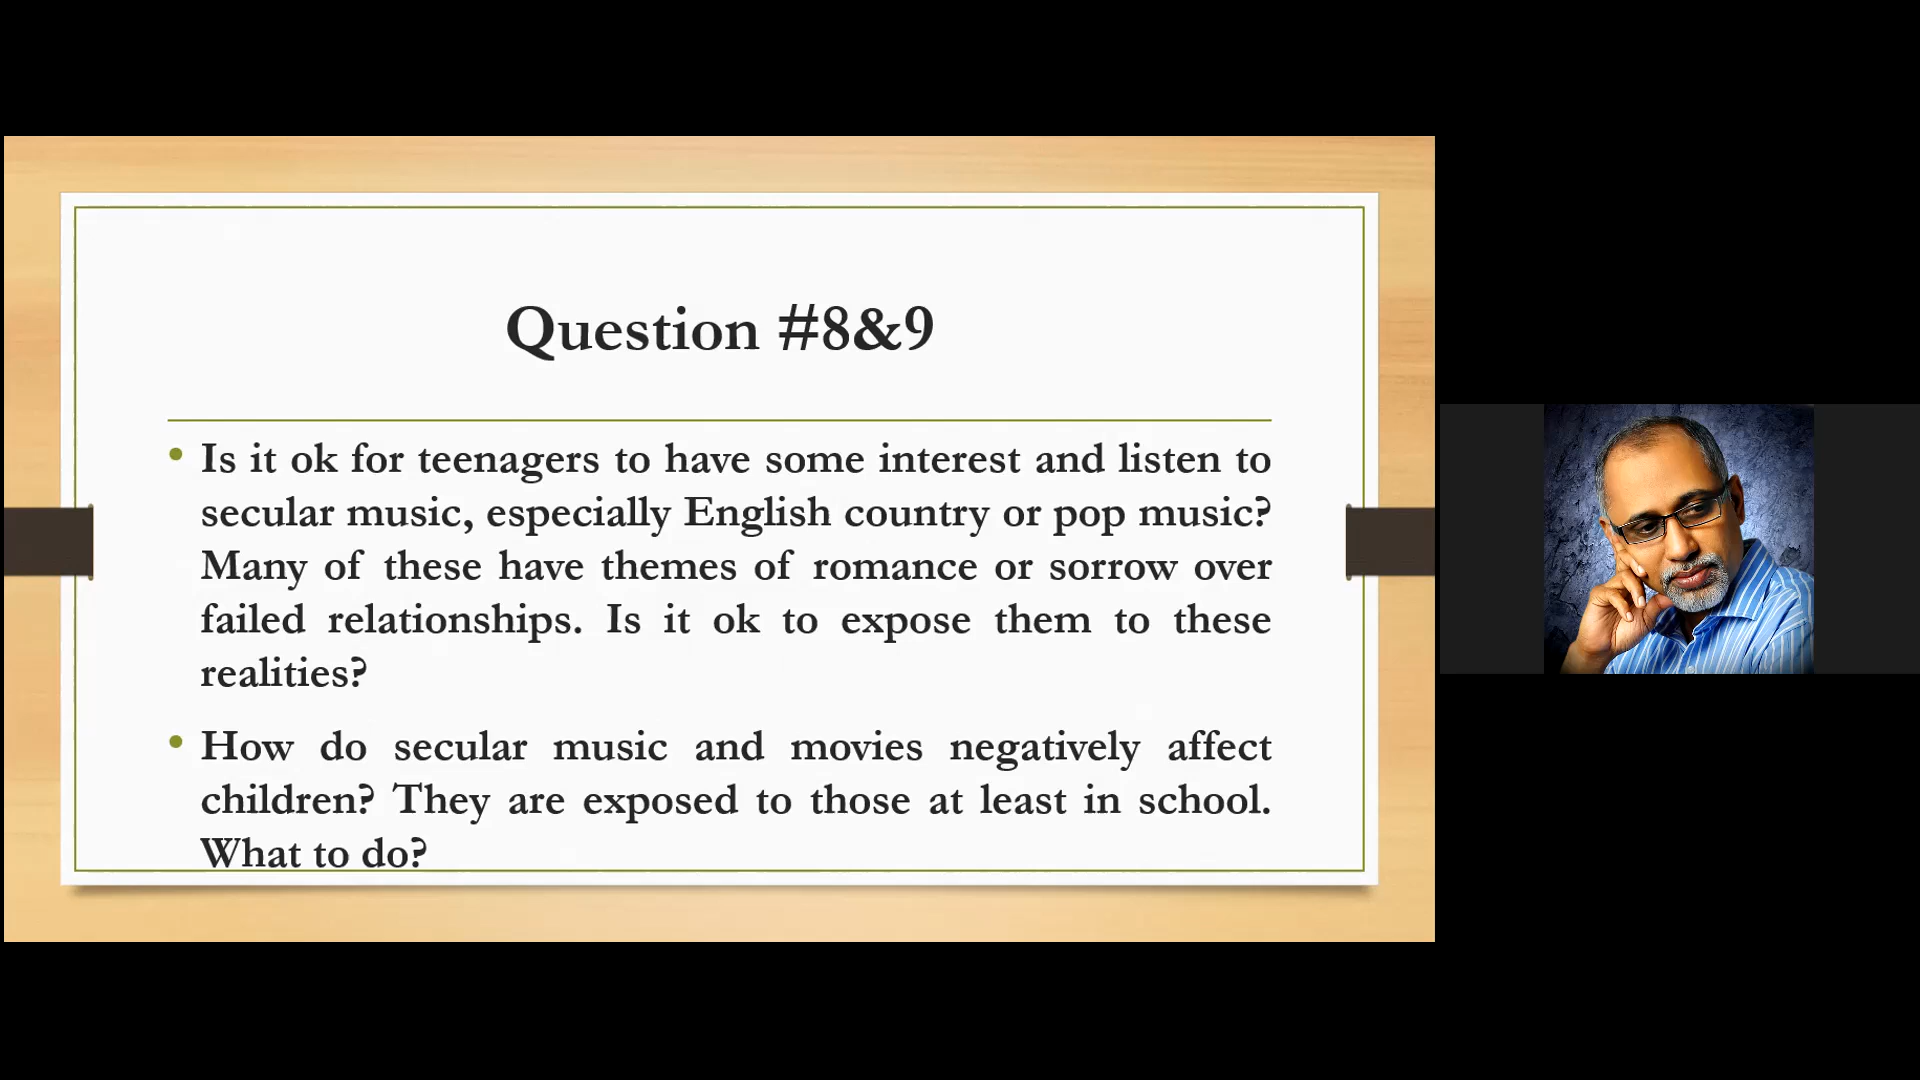 Question #8&9
• Is it ok for teenagers to have some interest and listen to
secular music, especially English country or pop music?
Many of these have themes of romance or sorrow over
failed relationships. Is it ok to expose them to these
realities?
• How do secular music and movies negatively affect
children? They are exposed to those at least in school.
What to do?